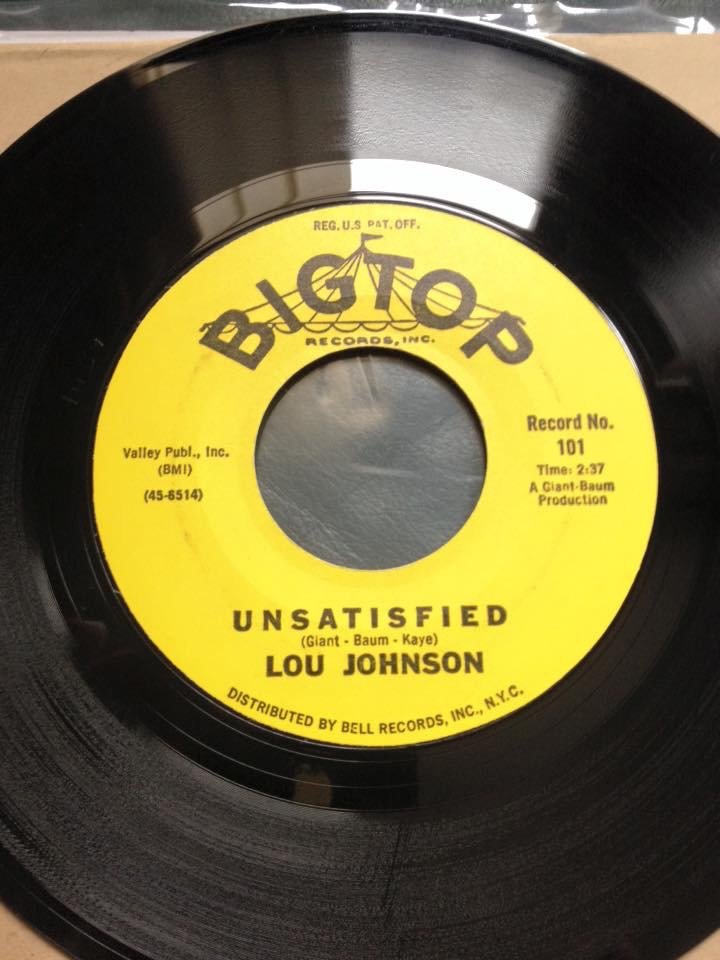 REG. U.S PAT. OFF.
BIGTOP
RECORDS, INC.
Valley Publ., Inc.
(BMI)
(45-6514)
Record No.
101
Time: 2:37
A Giant-Baum
Production
UNSATISFIED
(Giant - Baum - Kaye)
LOU JOHNSON
DISTRIBUTED BY BELL RECORDS, INC., N.Y.C.